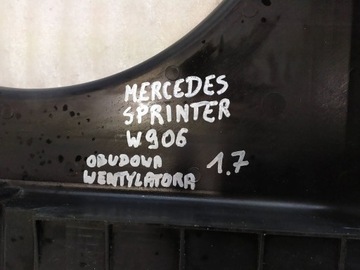 MERCEDES
SPRINTER
W906
OBUDOWA
WENTYLATORA 1.7